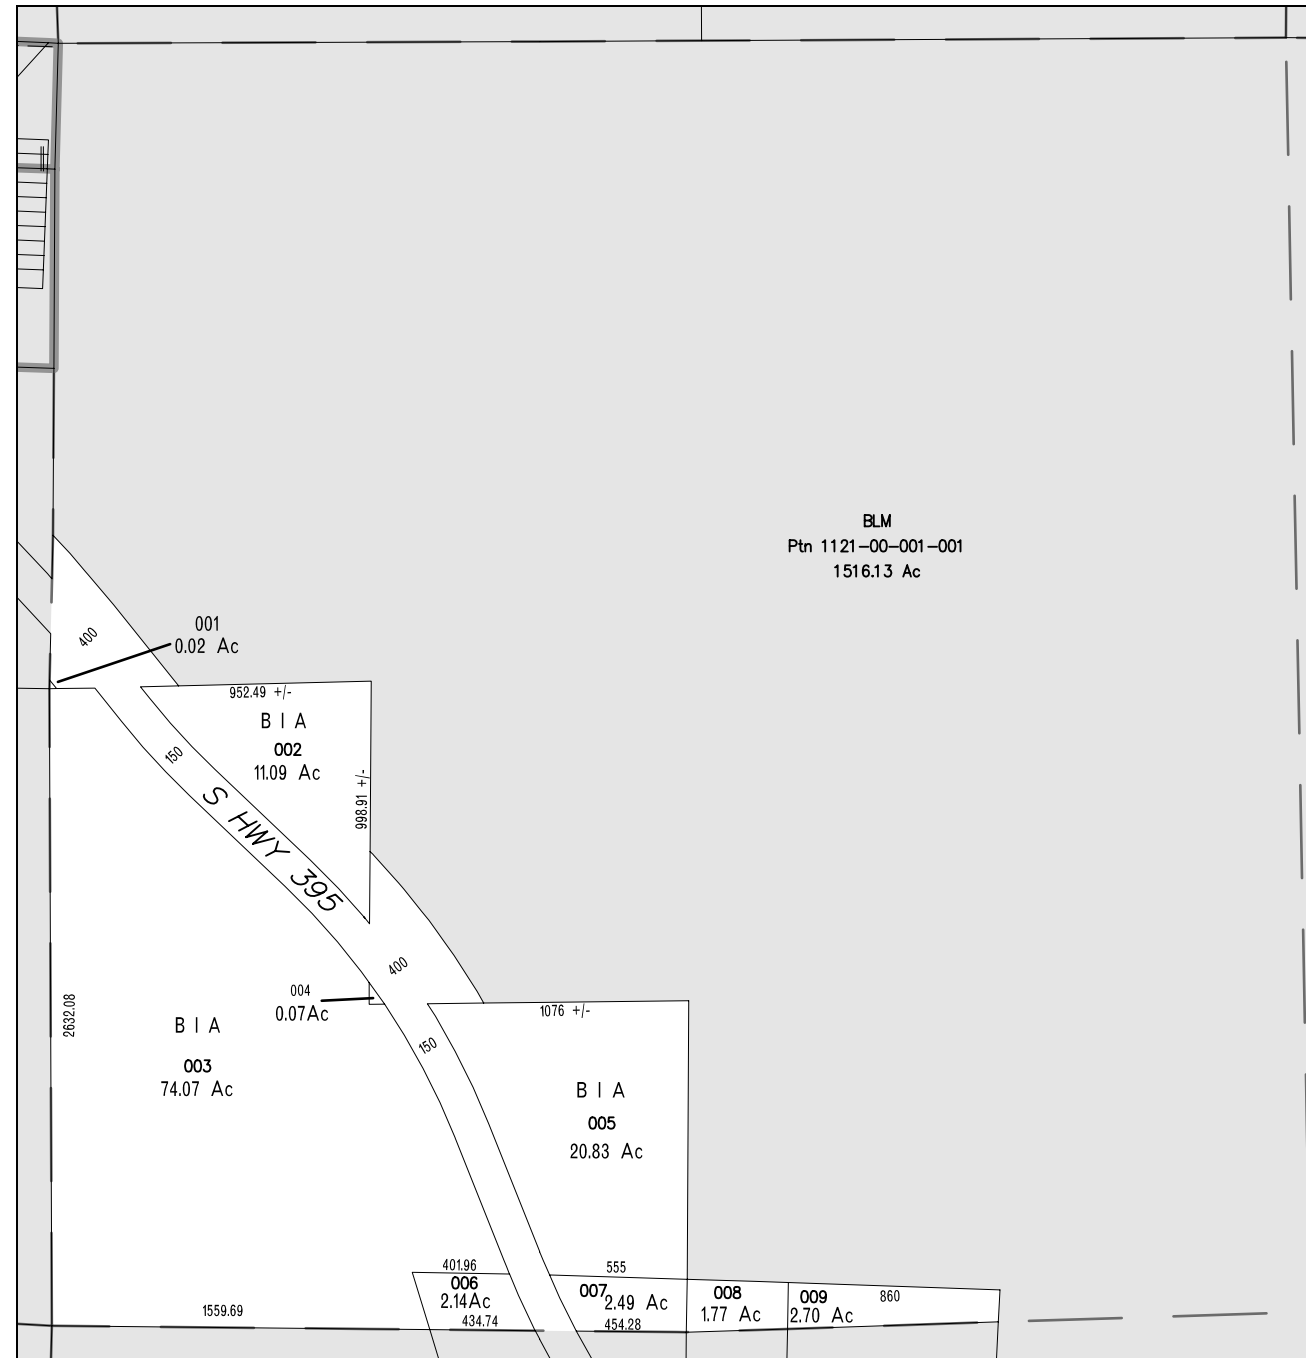 BLM
Ptn 1121-00-001-001
1516.13 Ac
400
001
0.02 Ac
952.49 +/-
B I A
002
11.09 Ac
150
998.91 +/-
S HWY 395
400
004
0.07Ac
2632.08
B I A
003
74.07 Ac
1076 +/-
150
B I A
005
20.83 Ac
401.96
555
006
2.14Ac
007
2.49 Ac
008
1.77 Ac
009
2.70 Ac
860
1559.69
434.74
454.28